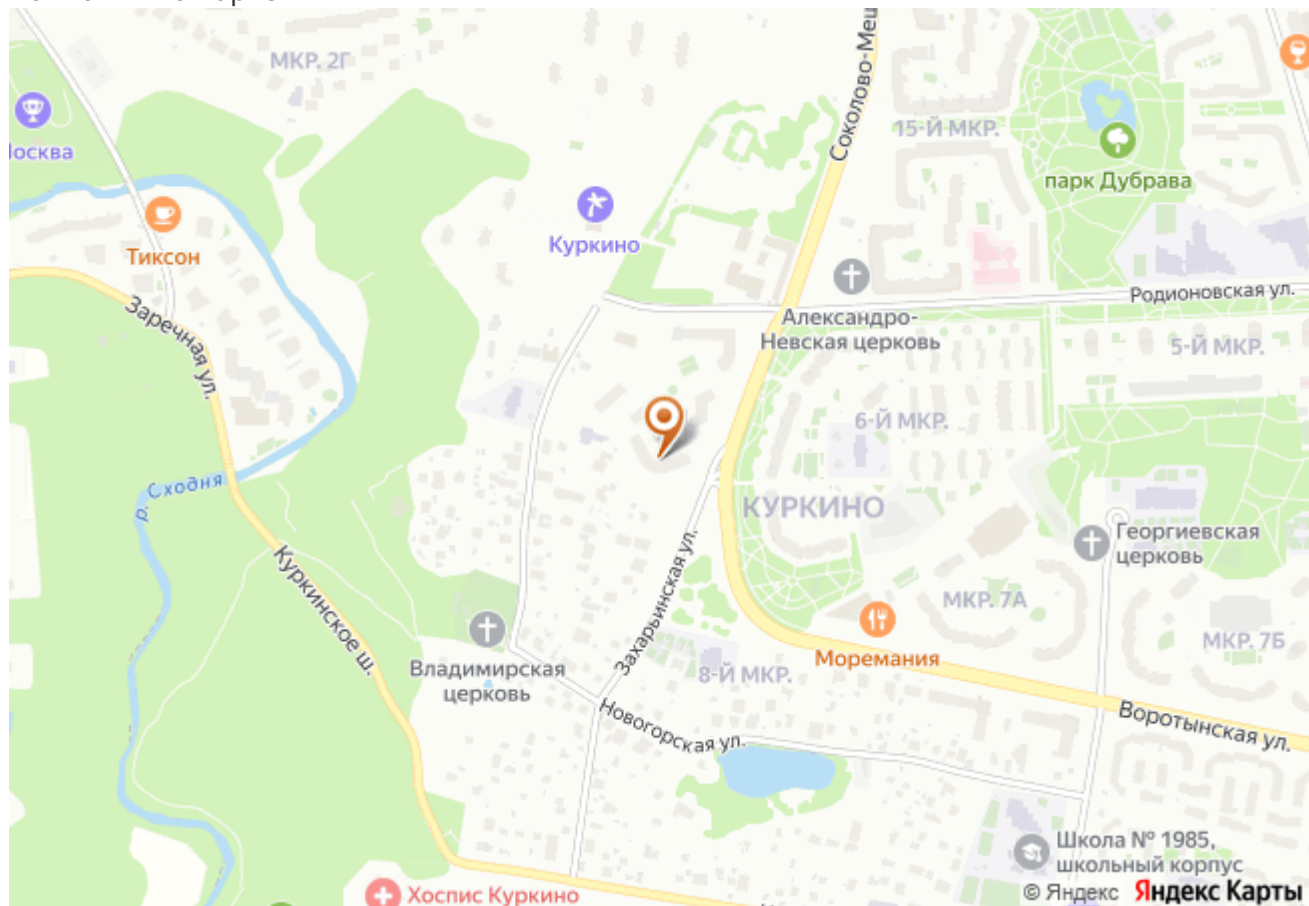 МКР. 2Г
Соколово-Мещ
15-Й МКР.
Москва
парк Дубрава
Тиксон
Куркино
Заречная ул.
Родионовская ул.
Александро-
Невская церковь
5-Й МКР.
6-Й МКР.
р. Сходня
КУРКИНО
Георгиевская
церковь
Куркинское ш.
Захарьинская ул.
МКР. 7А
МКР. 7Б
Владимирская
церковь
Моремания
8-Й МКР.
Новогорская ул.
Воротынская ул.
Школа № 1985,
школьный корпус
Хоспис Куркино
© Яндекс Яндекс Карты